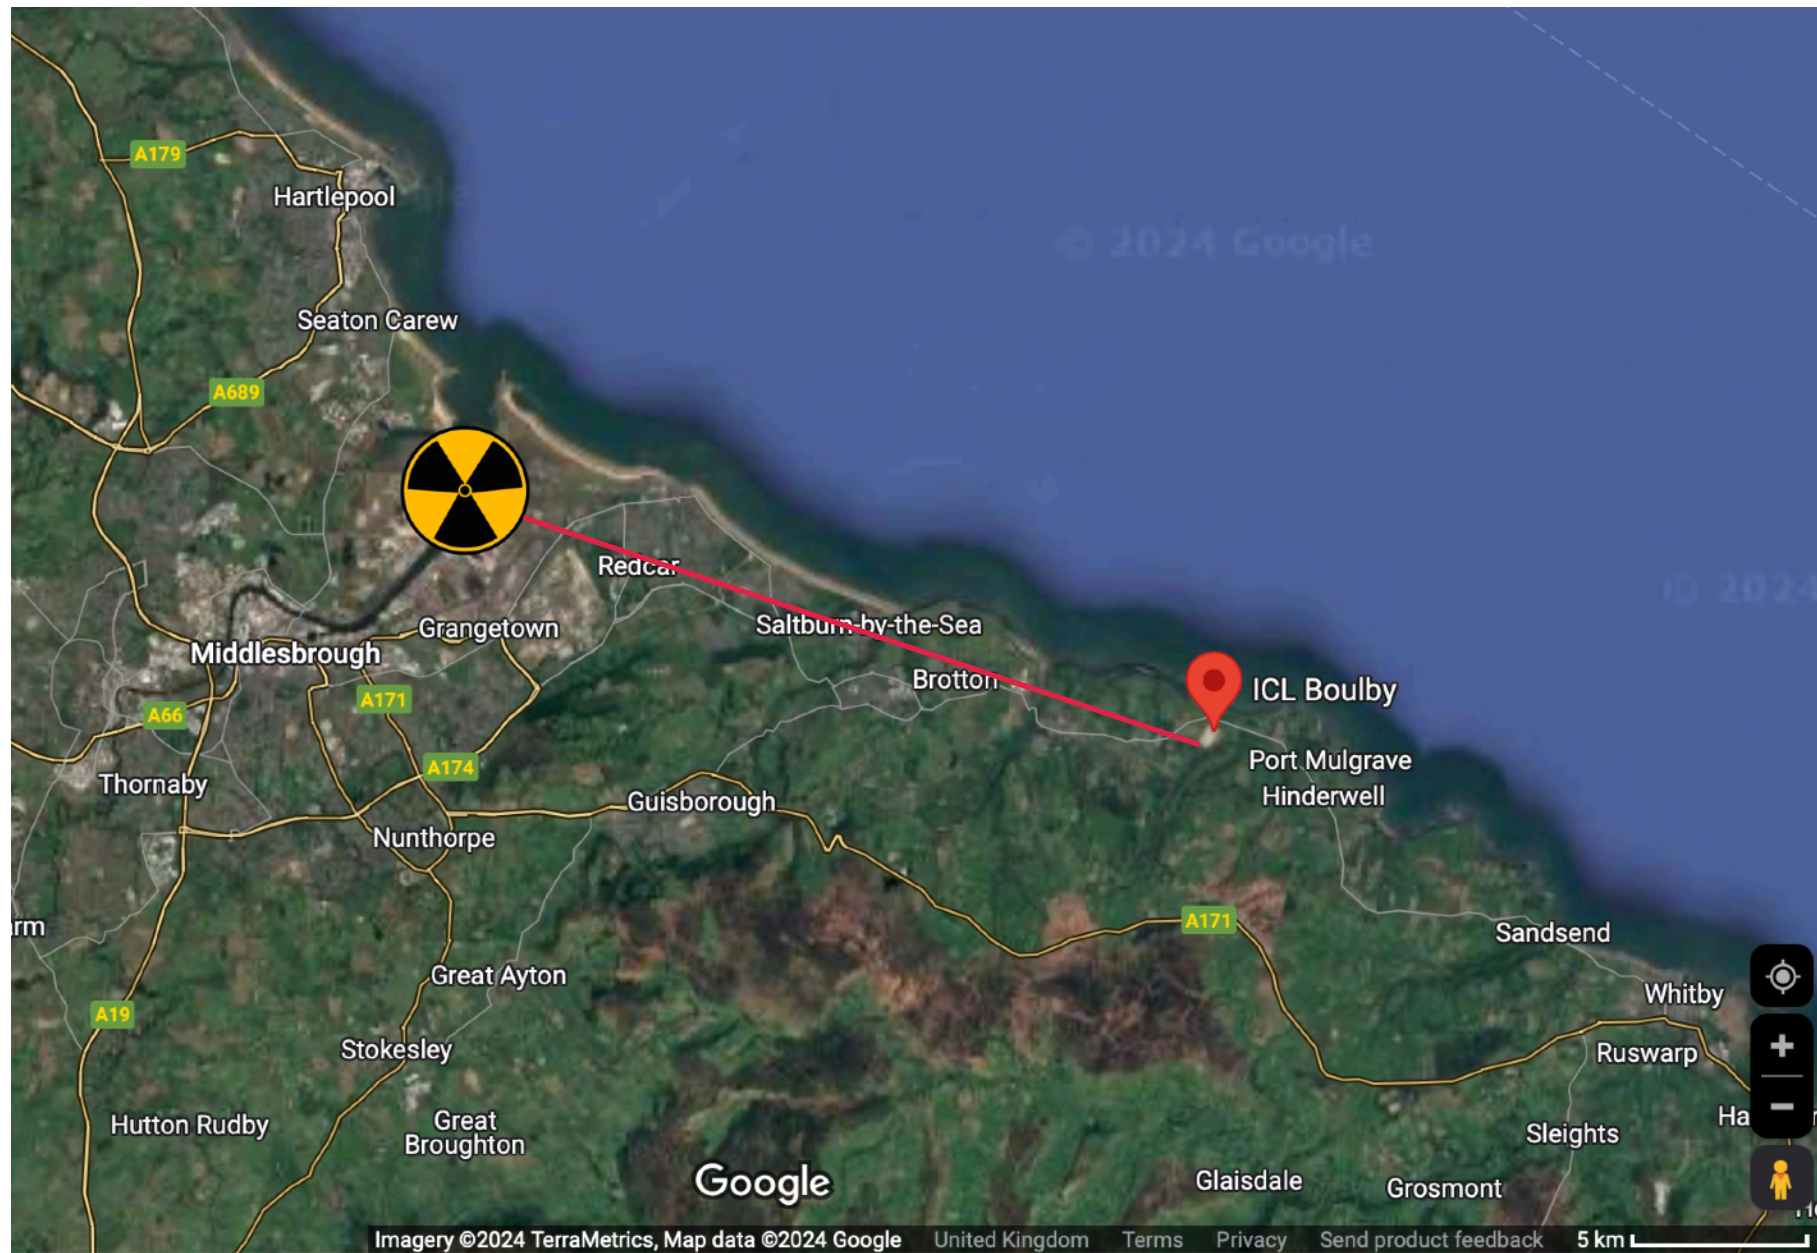 A179
Hartlepool
© 2024 Google
Seaton Carew
A689
Redcar
© 2024
Grangetown
Saltburn-by-the-Sea
Middlesbrough
Brotton
ICL Boulby
A171
A66
Port Mulgrave
A174
Thornaby
Hinderwell
Guisborough
Nunthorpe
A171
arm
Sandsend
Great Ayton
Whitby
A19
Stokesley
Ruswarp
Hutton Rudby
Great
Broughton
Ha
Sleights
Google
Glaisdale
Grosmont
Imagery ©2024 TerraMetrics, Map data ©2024 Google United Kingdom Terms Privacy Send product feedback 5 km